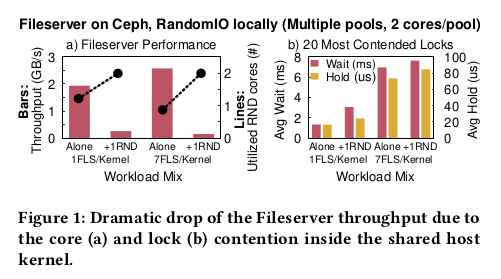 Fileserver on Ceph, RandomIO locally (Multiple pools, 2 cores/pool)
a) Fileserver Performance
b) 20 Most Contended Locks
Bars:
Throughput (GB/s)
3
2
1
0
2
1
0
Lines:
Utilized RND cores (#)
Alone +1RND Alone +1RND
1FLS/Kernel 7FLS/Kernel
Workload Mix
Avg Wait (ms)
8
6
4
2
0
Wait (ms)
Hold (us)
100
80
60
40
20
0
Avg Hold (us)
Alone +1RND Alone +1RND
1FLS/Kernel 7FLS/Kernel
Workload Mix
Figure 1: Dramatic drop of the Fileserver throughput due to
the core (a) and lock (b) contention inside the shared host
kernel.